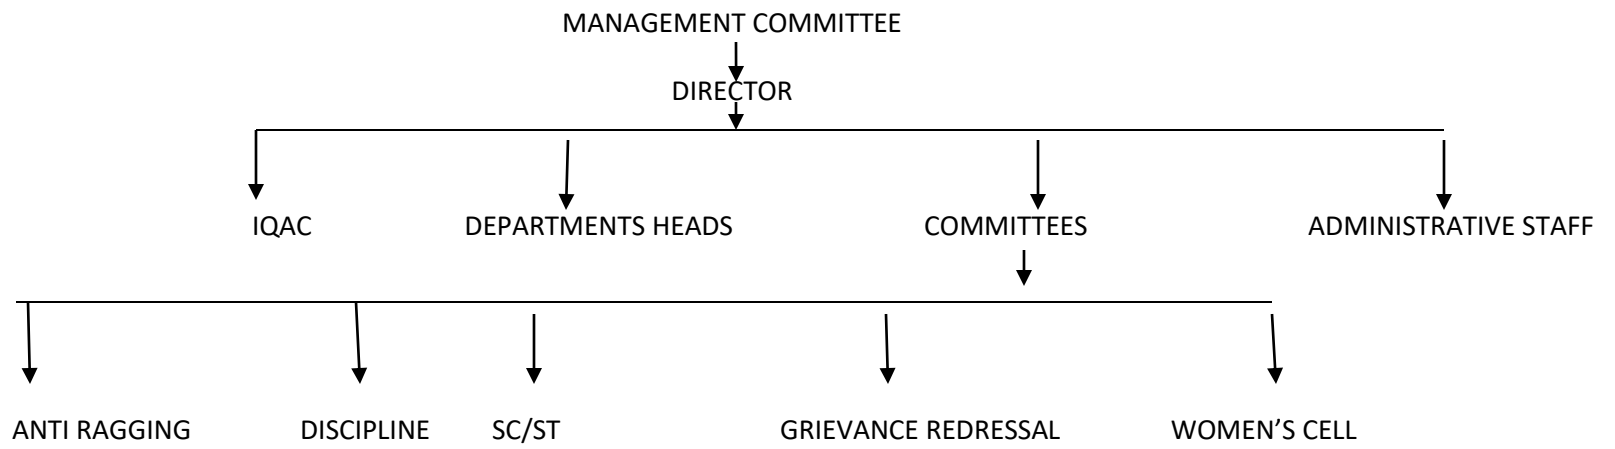 MANAGEMENT COMMITTEE
DIRECTOR
IQAC DEPARTMENTS HEADS COMMITTEES ADMINISTRATIVE STAFF
ANTI RAGGING DISCIPLINE SC/ST GRIEVANCE REDRESSAL WOMEN’S CELL